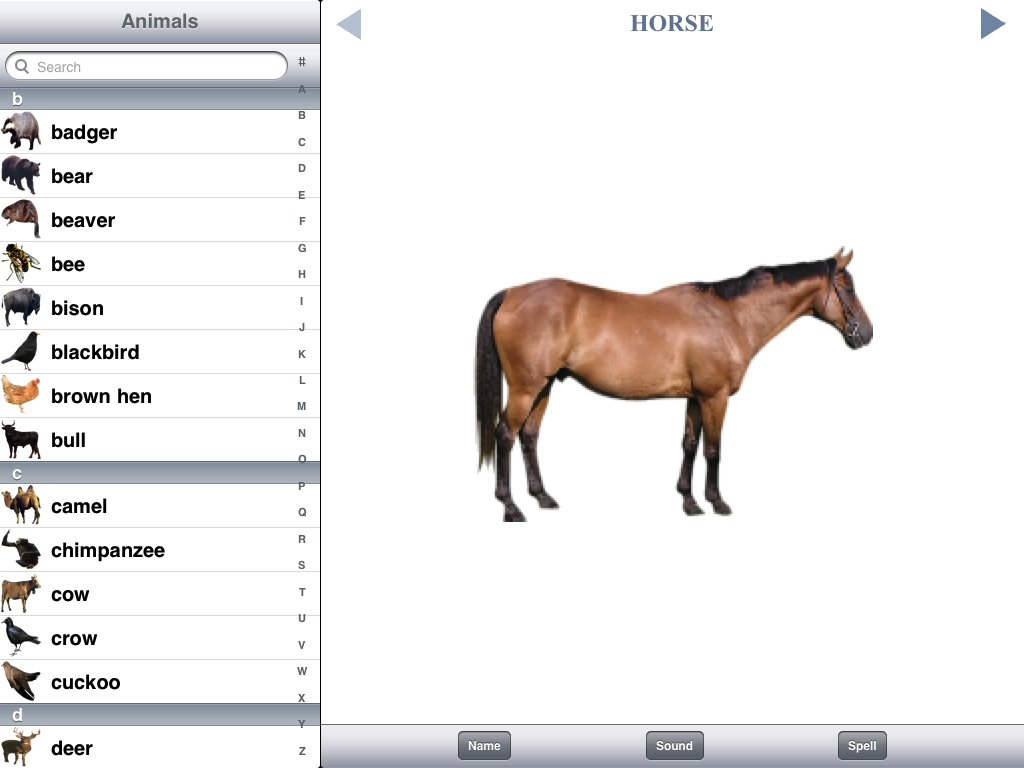 Animals
Search
b
badger
bear
beaver
bee
bison
blackbird
brown hen
bull
c
camel
chimpanzee
cow
crow
cuckoo
d
deer
#
A
B
C
D
E
F
G
H
I
J
K
L
M
N
O
P
Q
R
S
T
U
V
W
X
Y
Z
HORSE
Name
Sound
Spell